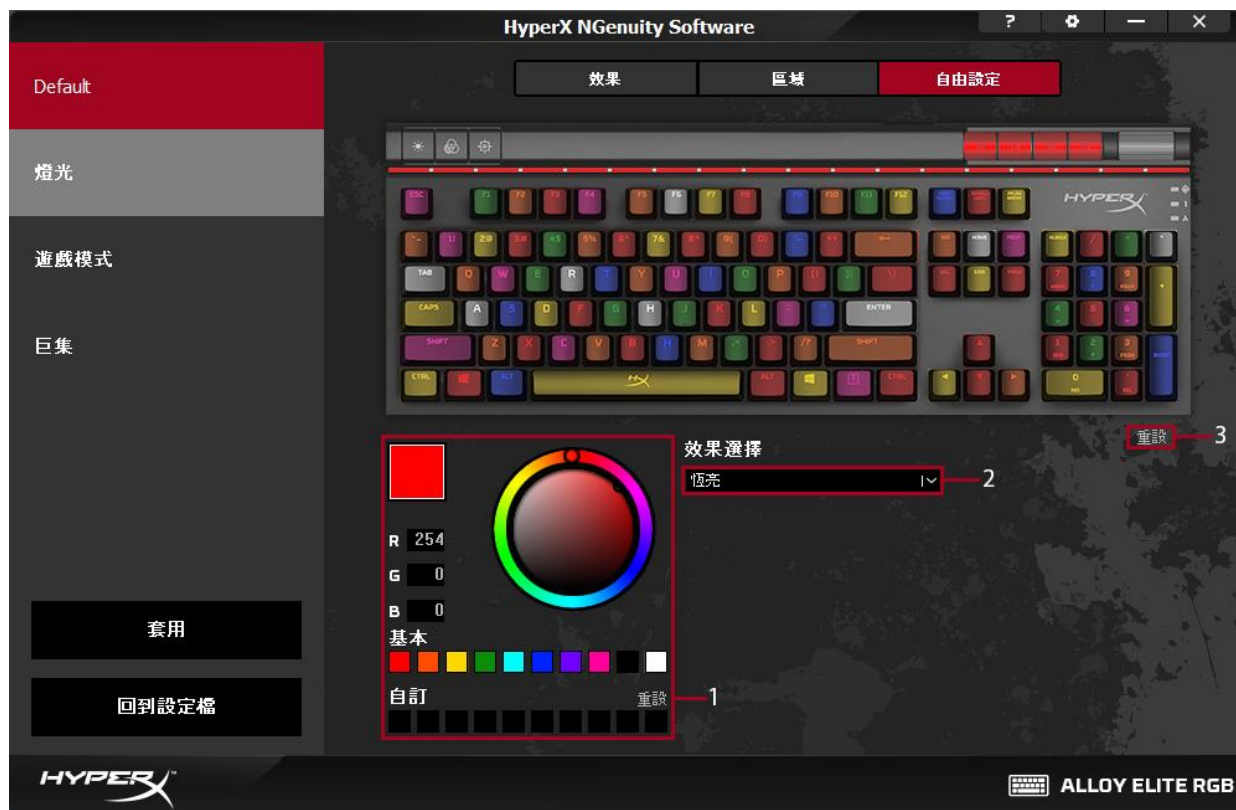 HyperX NGenuity Software
?
Default
效果 區域 自由設定
燈光
遊戲模式
巨集
ESC F1 F2 F3 F4 F5 F6 F7 F8 F9 F10 F11 F12
HYPERX
1
A
TAB Q W E R T Y U I O P
CAPS A S D F G H J K L ENTER
SHIFT Z X C V B N M SHIFT
CTRL ALT ALT CTRL
重設 3
效果選擇
恆亮 2
R 254
G 0
B 0
基本
自訂 重設 1
套用
回到設定檔
HYPERX
ALLOY ELITE RGB